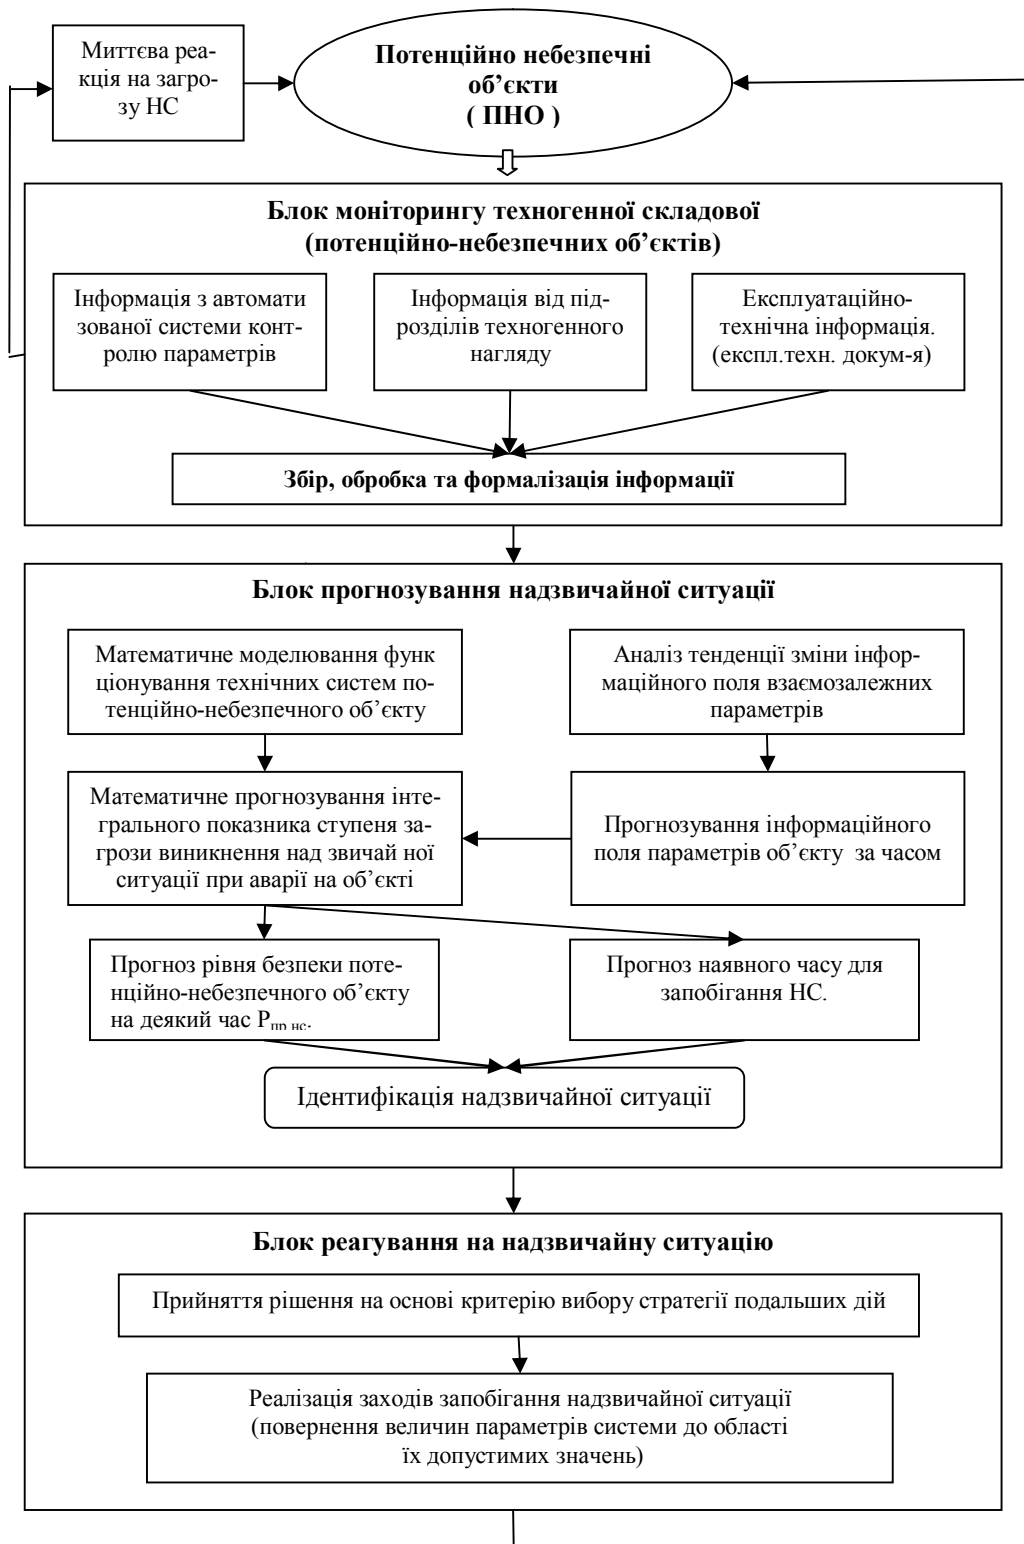 Миттєва реа-
кція на загро-
зу НС
Потенційно небезпечні
об’єкти
( ПНО )
Блок моніторингу техногенної складової
(потенційно-небезпечних об’єктів)
Інформація з автомати
зованої системи конт-
ролю параметрів
Інформація від під-
розділів техногенного
нагляду
Експлуатаційно-
технічна інформація.
(експл.техн. докум-я)
Збір, обробка та формалізація інформації
Блок прогнозування надзвичайної ситуації
Математичне моделювання функ
ціонування технічних систем по-
тенційно-небезпечного об’єкту
Аналіз тенденції зміни інфор-
маційного поля взаємозалежних
параметрів
Математичне прогнозування інте-
грального показника ступеня за-
грози виникнення над звичай ної
ситуації при аварії на об’єкті
Прогнозування інформаційного
поля параметрів об’єкту за часом
Прогноз рівня безпеки поте-
нційно-небезпечного об’єкту
на деякий час Рпр нс.
Прогноз наявного часу для
запобігання НС.
Ідентифікація надзвичайної ситуації
Блок реагування на надзвичайну ситуацію
Прийняття рішення на основі критерію вибору стратегії подальших дій
Реалізація заходів запобігання надзвичайної ситуації
(повернення величин параметрів системи до області
їх допустимих значень)